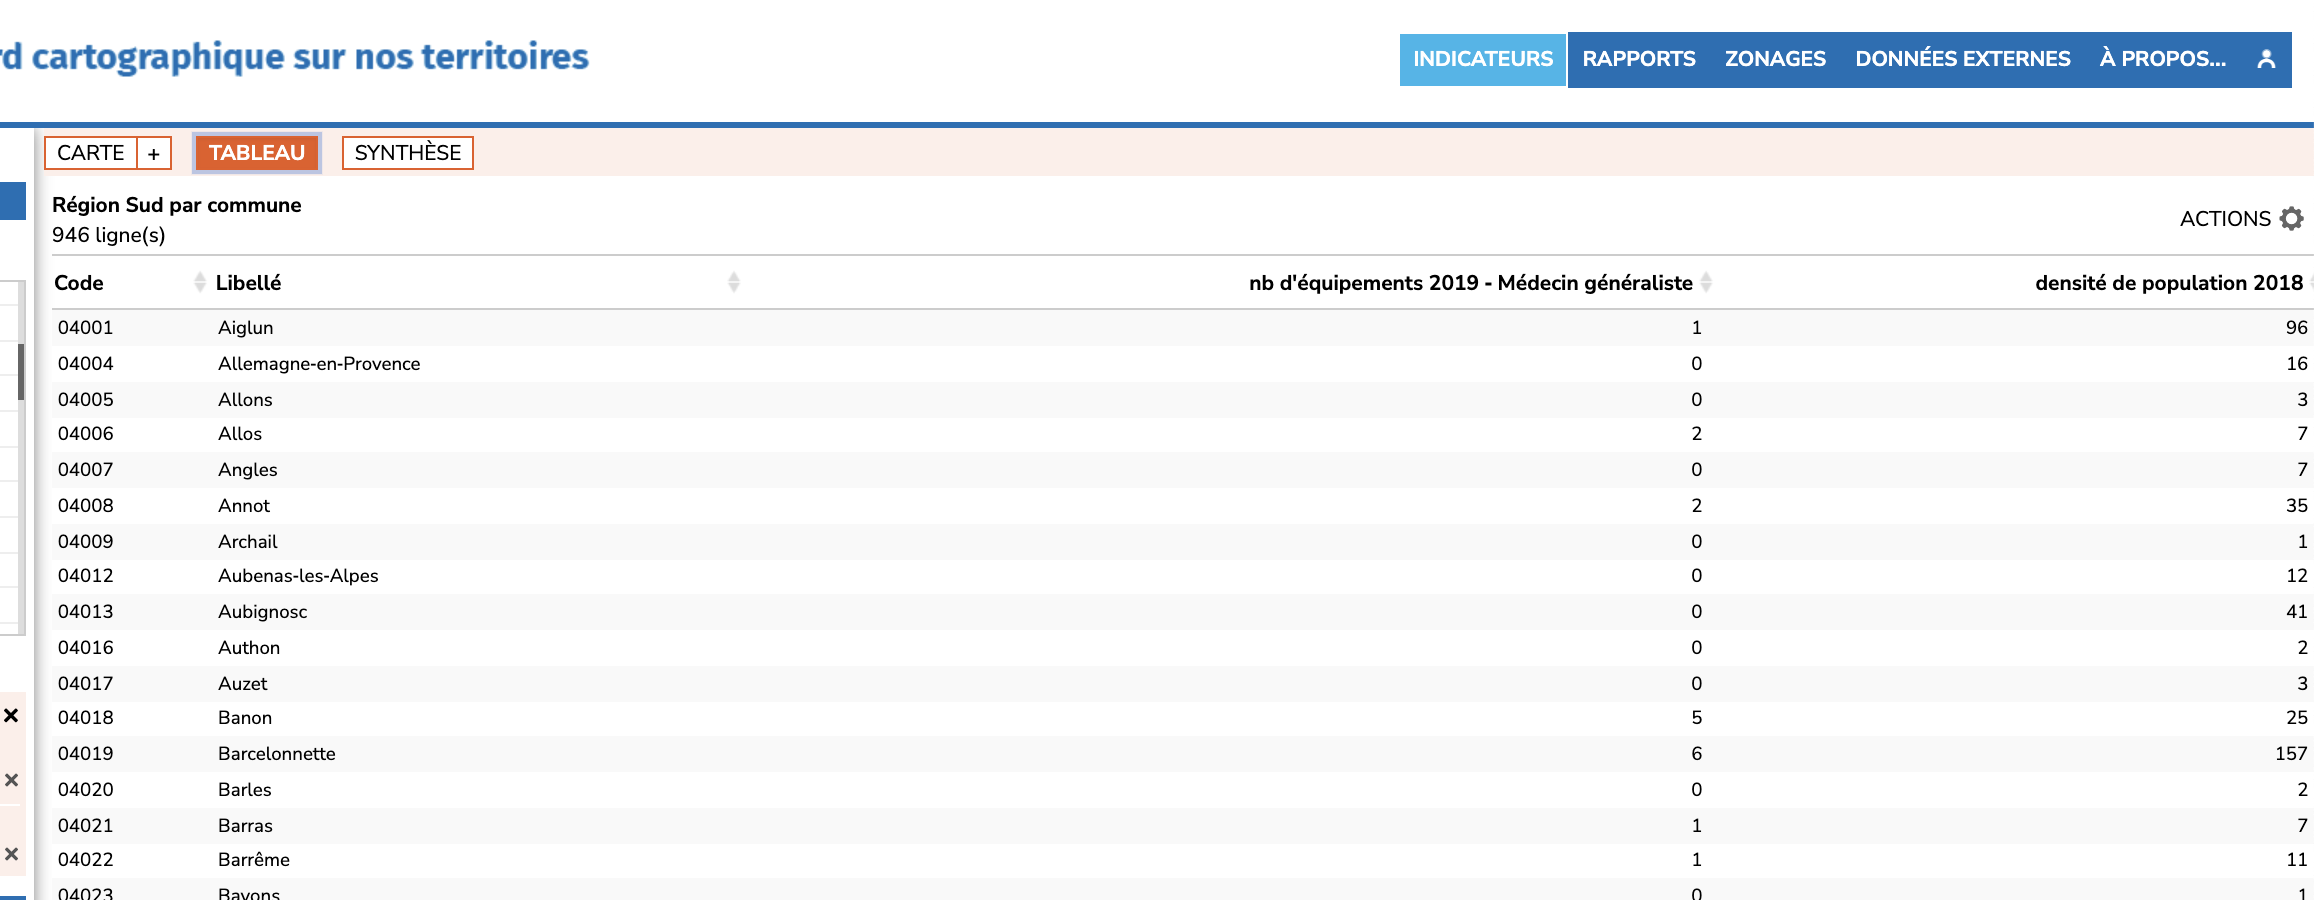 rd cartographique sur nos territoires
INDICATEURS RAPPORTS ZONAGES DONNÉES EXTERNES À PROPOS...
CARTE + TABLEAU SYNTHÈSE
Région Sud par commune
946 ligne(s)
ACTIONS
Code Libellé nb d'équipements 2019 - Médecin généraliste densité de population 2018
04001 Aiglun 1 96
04004 Allemagne-en-Provence 0 16
04005 Allons 0 3
04006 Allos 2 7
04007 Angles 0 7
04008 Annot 2 35
04009 Archail 0 1
04012 Aubenas-les-Alpes 0 12
04013 Aubignosc 0 41
04016 Authon 0 2
04017 Auzet 0 3
04018 Banon 5 25
04019 Barcelonnette 6 157
04020 Barles 0 2
04021 Barras 1 7
04022 Barrême 1 11
04023 Bayons 0 1